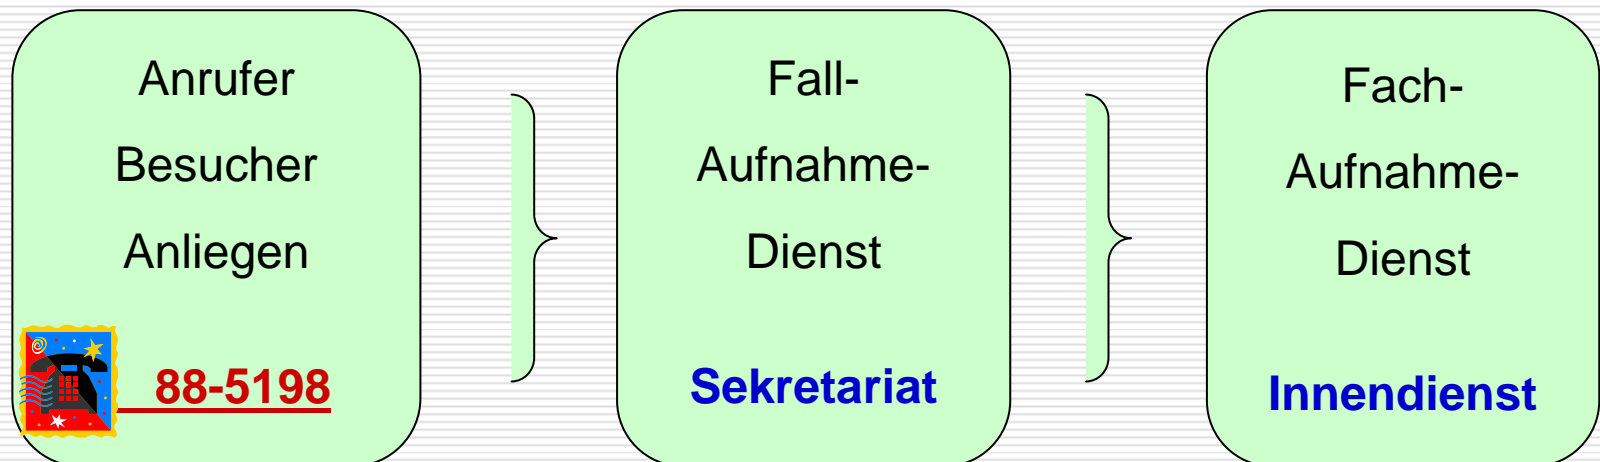 Anrufer
Besucher
Anliegen
88-5198
Fall-
Aufnahme-
Dienst
Sekretariat
Fach-
Aufnahme-
Dienst
Innendienst